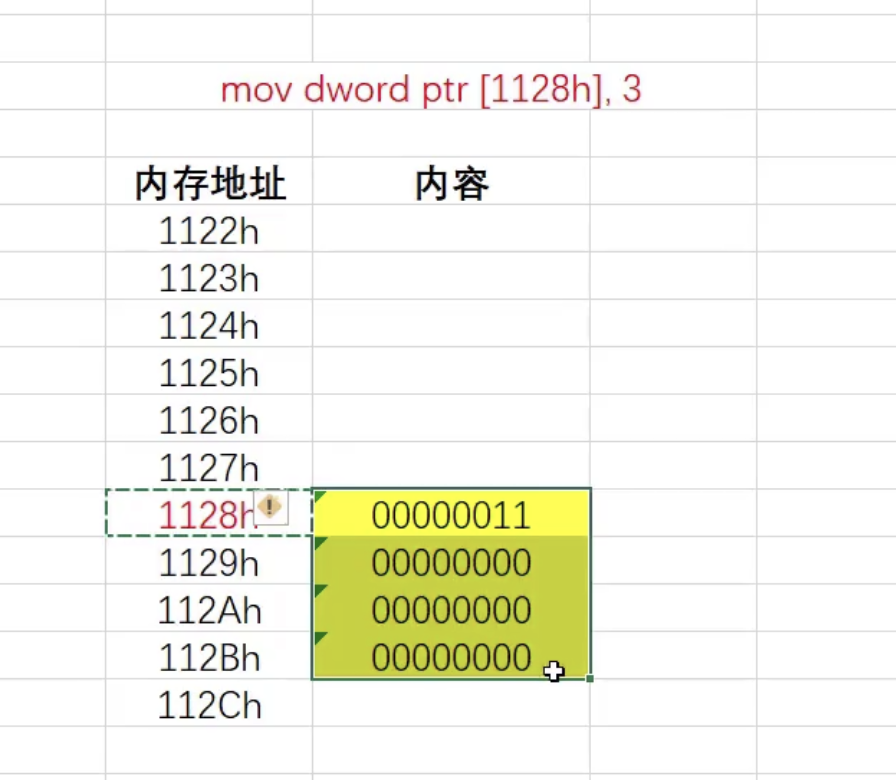 mov dword ptr [1128h], 3
内存地址 内容
1122h
1123h
1124h
1125h
1126h
1127h
1128h 00000011
1129h 00000000
112Ah 00000000
112Bh 00000000
112Ch